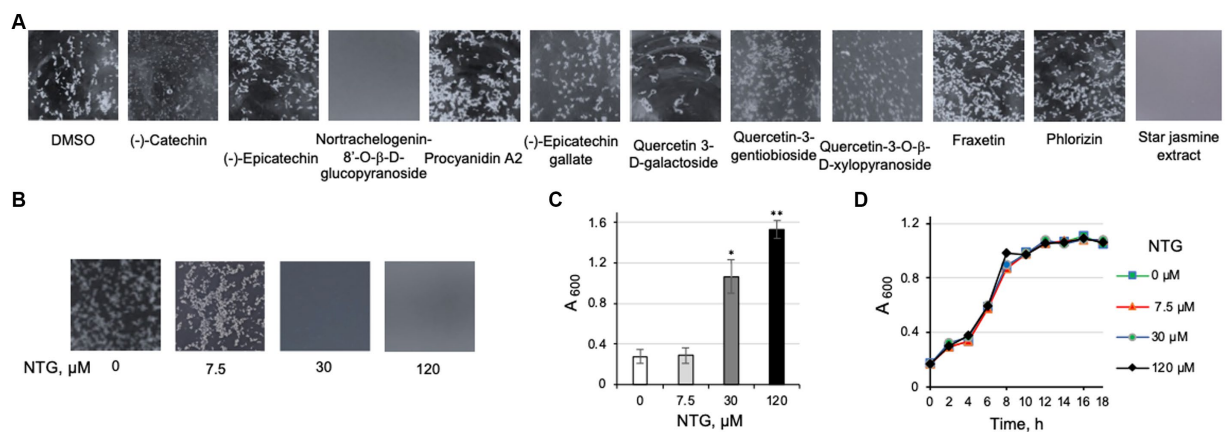 A
DMSO
(-)-Catechin
(-)-Epicatechin
Nortrachelogenin-
8'-O-β-D-
glucopyranoside
Procyanidin A2
(-)-Epicatechin
gallate
Quercetin 3-
D-galactoside
Quercetin-3-
gentiobioside
Quercetin-3-O-β-
D-xylopyranoside
Fraxetin
Phlorizin
Star jasmine
extract
B
NTG, µM 0 7.5 30 120
C
A 600
1.6
1.2
0.8
0.4
0
*
**
0 7.5 30 120
NTG, µM
D
A 600
1.2
0.8
0.4
0
0 2 4 6 8 10 12 14 16 18
Time, h
NTG
0 µM
7.5 µM
30 µM
120 µM